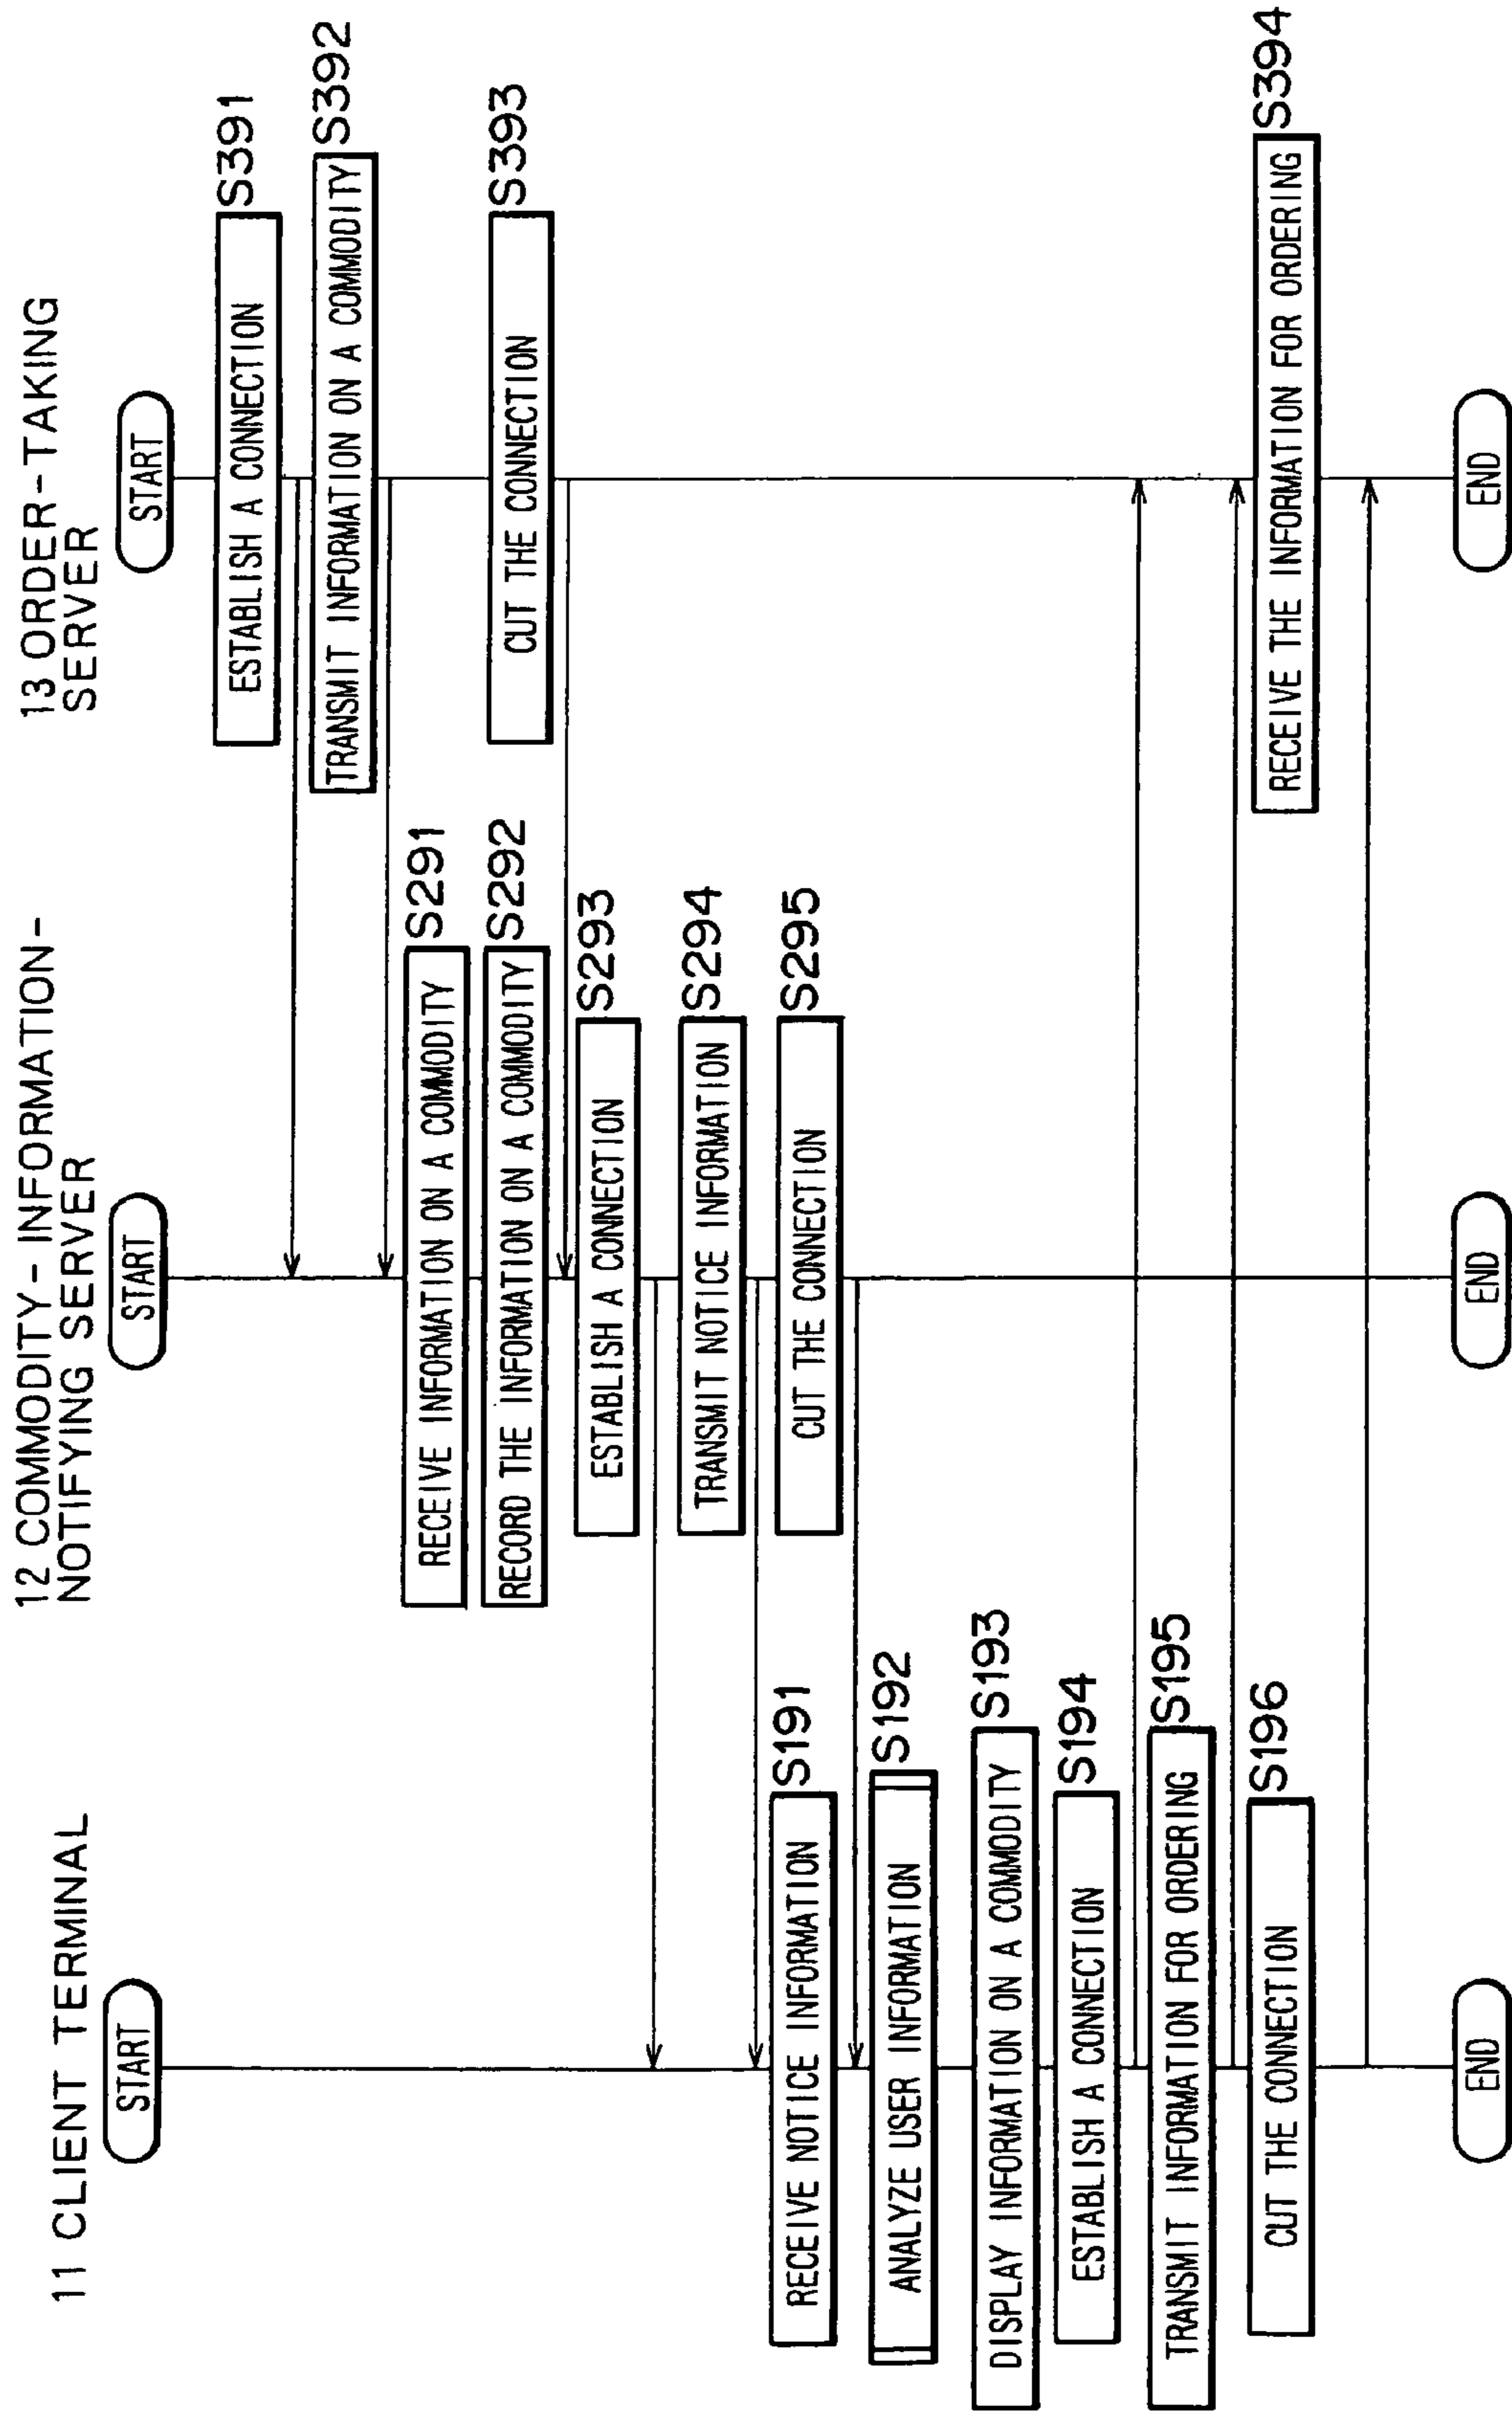 11 CLIENT TERMINAL
START
RECEIVE NOTICE INFORMATION
S191
ANALYZE USER INFORMATION
S192
DISPLAY INFORMATION ON A COMMODITY
S193
ESTABLISH A CONNECTION
S194
TRANSMIT INFORMATION FOR ORDERING
S195
CUT THE CONNECTION
S196
END
12 COMMODITY-INFORMATION-
NOTIFYING SERVER
START
RECEIVE INFORMATION ON A COMMODITY
S291
RECORD THE INFORMATION ON A COMMODITY
S292
ESTABLISH A CONNECTION
S293
TRANSMIT NOTICE INFORMATION
S294
CUT THE CONNECTION
S295
END
13 ORDER-TAKING
SERVER
START
ESTABLISH A CONNECTION
S391
TRANSMIT INFORMATION ON A COMMODITY
S392
CUT THE CONNECTION
S393
RECEIVE THE INFORMATION FOR ORDERING
S394
END